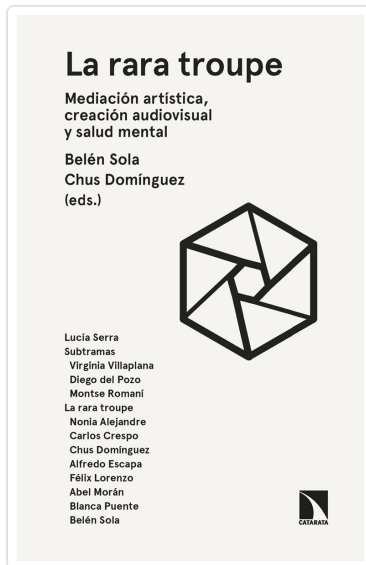 La rara troupe
Mediación artística,
creación audiovisual
y salud mental
Belén Sola
Chus Domínguez
(eds.)
Lucía Serra
Subtramas
Virginia Villaplana
Diego del Pozo
Montse Romaní
La rara troupe
Nonia Alejandre
Carlos Crespo
Chus Domínguez
Alfredo Escapa
Félix Lorenzo
Abel Morán
Blanca Puente
Belén Sola
CATARATA